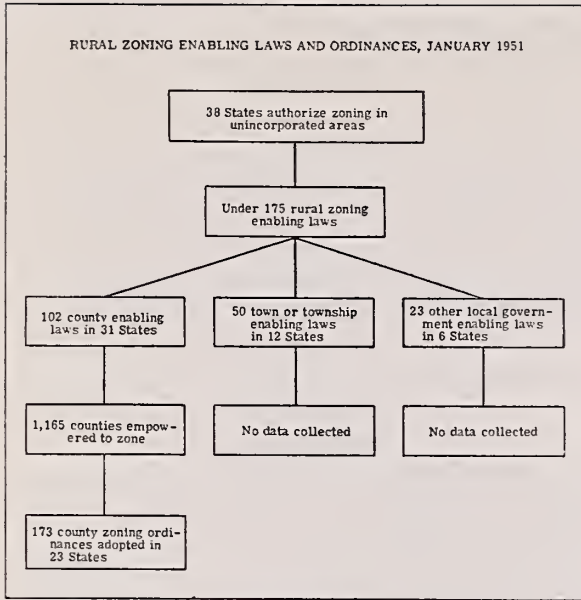 RURAL ZONING ENABLING LAWS AND ORDINANCES, JANUARY 1951
38 States authorize zoning in
unincorporated areas
Under 175 rural zoning
enabling laws
102 county enabling
laws in 31 States
50 town or township
enabling laws
in 12 States
23 other local govern-
ment enabling laws
in 6 States
1,165 counties empow-
ered to zone
No data collected
No data collected
173 county zoning ordi-
nances adopted in
23 States